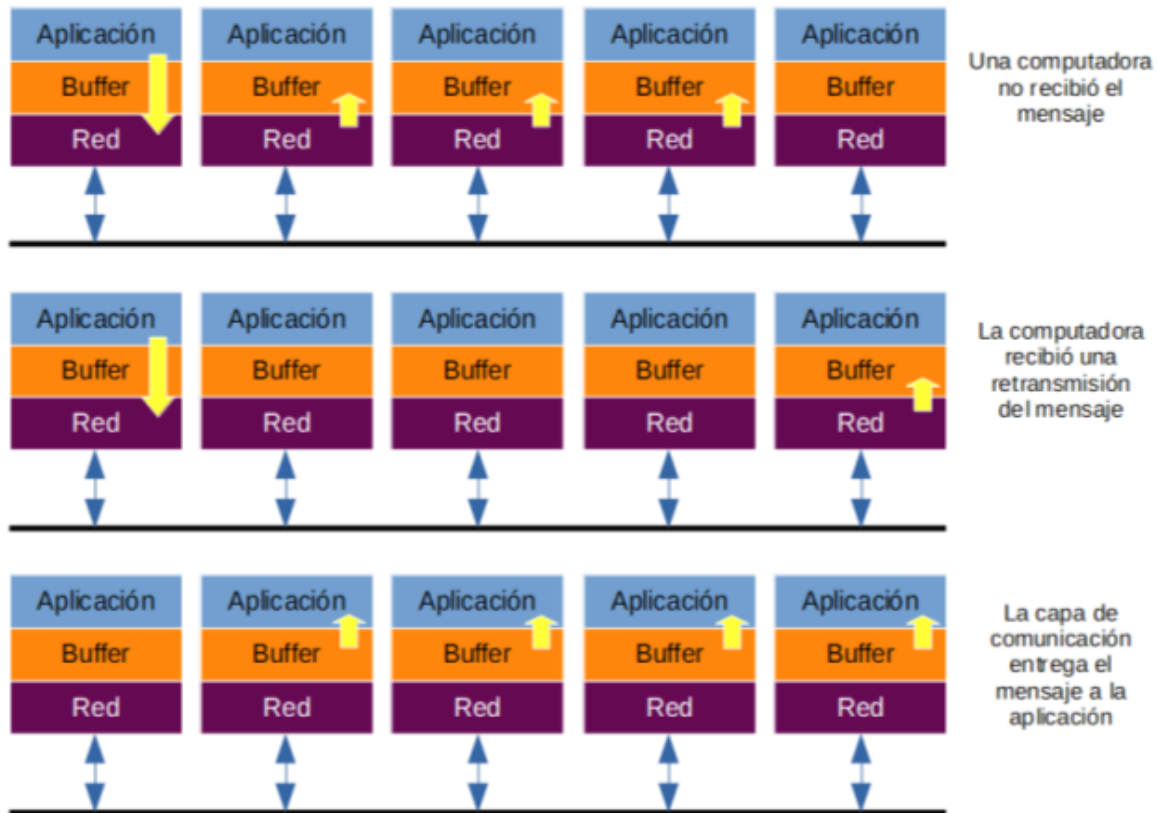 Aplicación Aplicación Aplicación Aplicación Aplicación
Buffer Buffer Buffer Buffer Buffer
Red Red Red Red Red
Una computadora
no recibió el
mensaje
Aplicación Aplicación Aplicación Aplicación Aplicación
Buffer Buffer Buffer Buffer Buffer
Red Red Red Red Red
La computadora
recibió una
retransmisión
del mensaje
Aplicación Aplicación Aplicación Aplicación Aplicación
Buffer Buffer Buffer Buffer Buffer
Red Red Red Red Red
La capa de
comunicación
entrega el
mensaje a la
aplicación